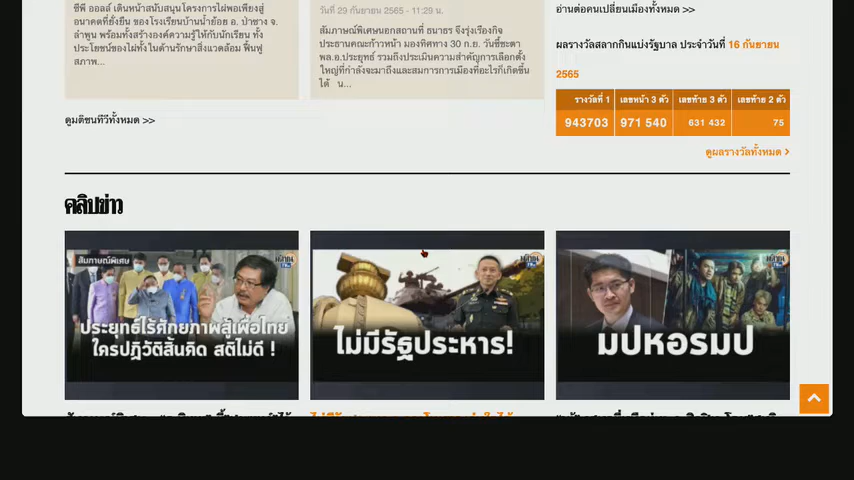 ซีพี ออลล์ เดินหน้าสนับสนุนโครงการไผ่พอเพียงสู่
อนาคตที่ยั่งยืน ของโรงเรียนบ้านน้ำย้อย อ. ป่าซาง จ.
ลำพูน พร้อมทั้งสร้างองค์ความรู้ให้กับนักเรียน ทั้ง
ประโยชน์ของไผ่ทั้งในด้านรักษาสิ่งแวดล้อม ฟื้นฟู
สภาพ...
ดูมติชนทีวีทั้งหมด >>
วันที่ 29 กันยายน 2565 - 11:29 น.
สัมภาษณ์พิเศษนอกสถานที่ ธนาธร จึงรุ่งเรืองกิจ
ประธานคณะก้าวหน้า มองทิศทาง 30 ก.ย. วันชี้ชะตา
พล.อ.ประยุทธ์ รวมถึงประเมินความสำคัญการเลือกตั้ง
ใหญ่ที่กำลังจะมาถึงและสมการการเมืองที่อะไรก็เกิดขึ้น
ได้ น...
อ่านต่อคนเปลี่ยนเมืองทั้งหมด >>
ผลรางวัลสลากกินแบ่งรัฐบาล ประจำวันที่ 16 กันยายน
2565
รางวัลที่ 1 เลขหน้า 3 ตัว เลขท้าย 3 ตัว เลขท้าย 2 ตัว
943703 971 540 631 432 75
ดูผลรางวัลทั้งหมด >
คลิปข่าว
สัมภาษณ์พิเศษ
มติชน
ประยุทธ์ไร้ศักยภาพสู้เพื่อไทย
ใครปฏิวัติสิ้นคิด สติไม่ดี !
มติชน
ไม่มีรัฐประหาร!
มติชน
มปหอรมป